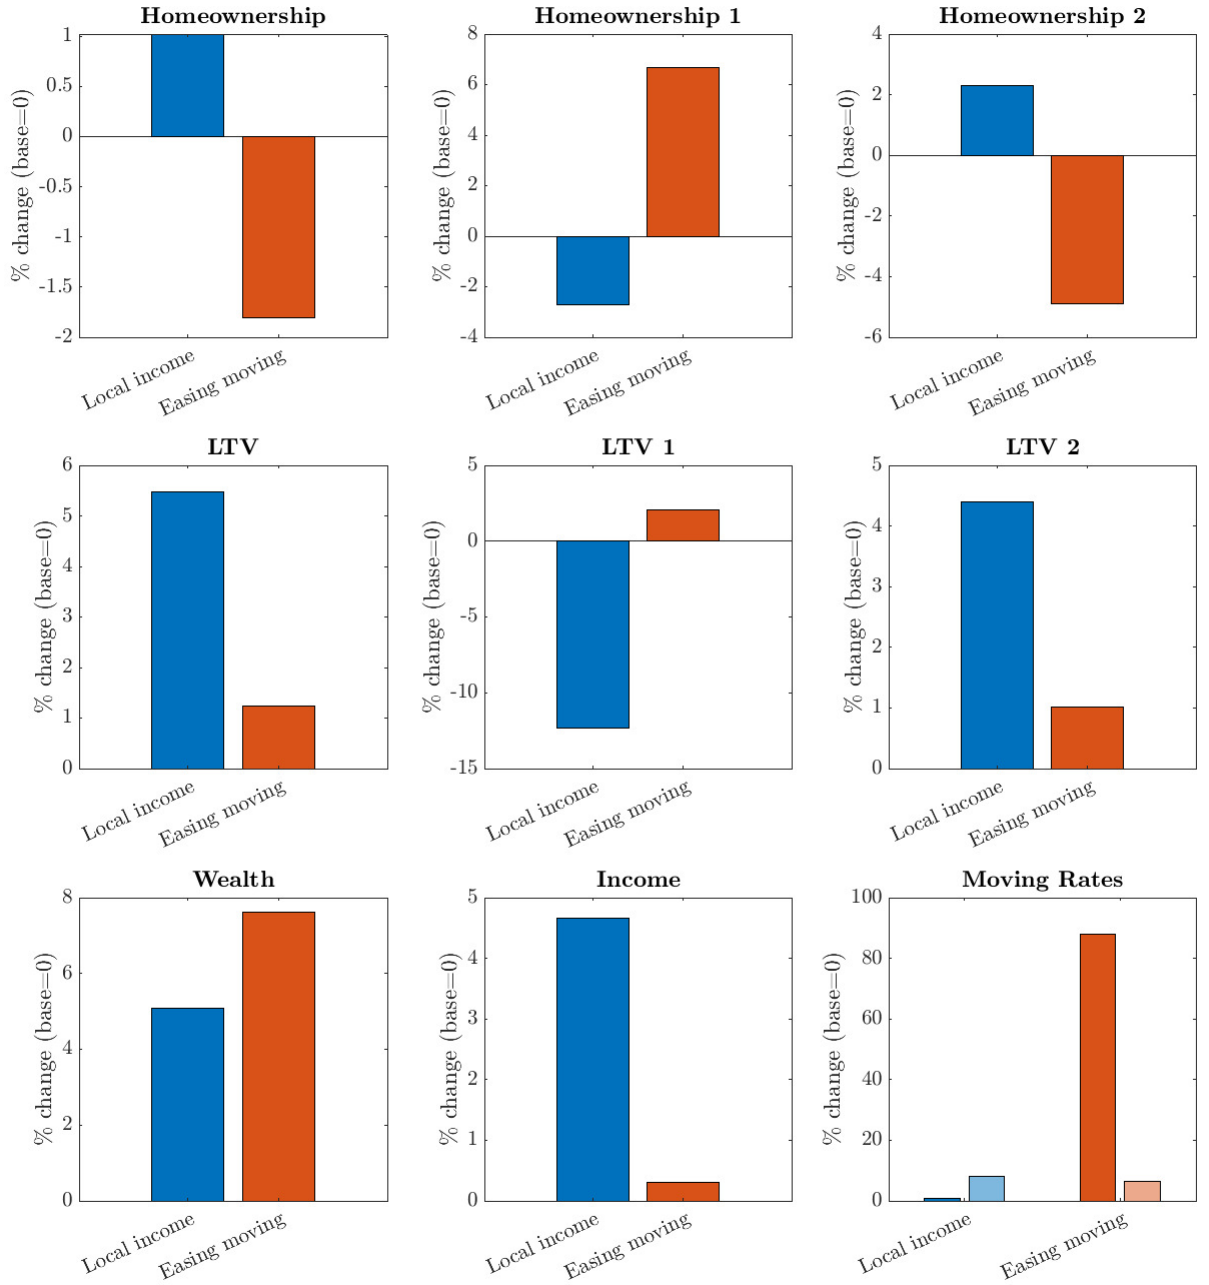 Homeownership
1
0.5
0
-0.5
-1
-1.5
-2
% change (base=0)
Local income
Easing moving
Homeownership 1
8
6
4
2
0
-2
-4
% change (base=0)
Local income
Easing moving
Homeownership 2
4
2
0
-2
-4
-6
% change (base=0)
Local income
Easing moving
LTV
6
5
4
3
2
1
0
% change (base=0)
Local income
Easing moving
LTV 1
5
0
-5
-10
-15
% change (base=0)
Local income
Easing moving
LTV 2
5
4
3
2
1
0
% change (base=0)
Local income
Easing moving
Wealth
8
6
4
2
0
% change (base=0)
Local income
Easing moving
Income
5
4
3
2
1
0
% change (base=0)
Local income
Easing moving
Moving Rates
100
80
60
40
20
0
% change (base=0)
Local income
Easing moving